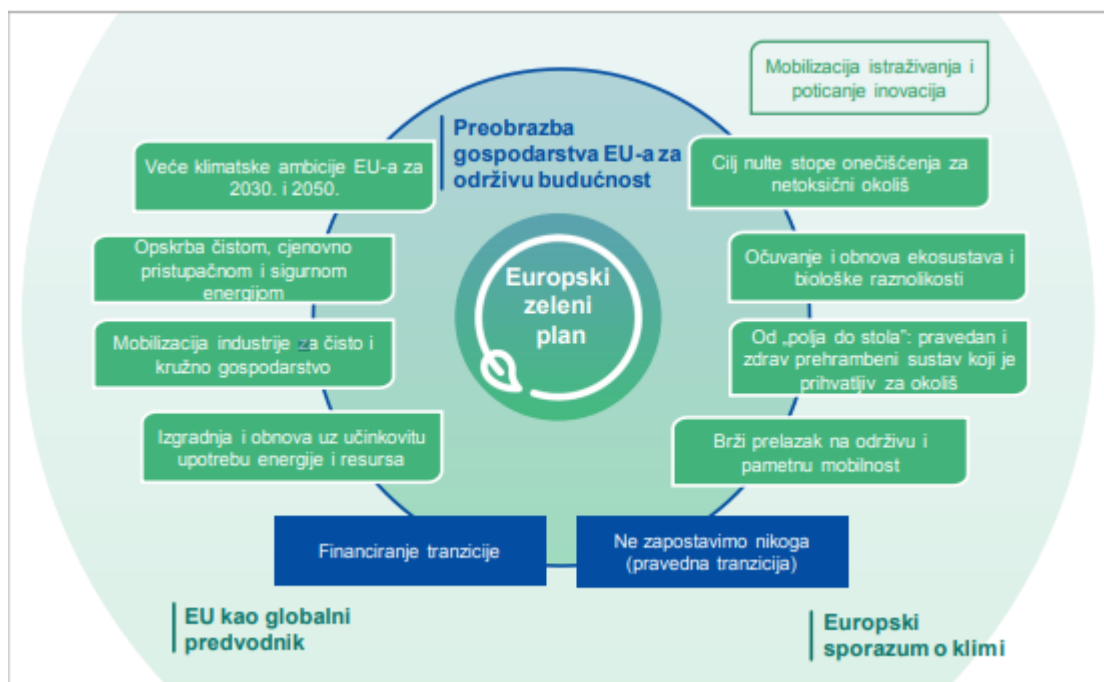 Mobilizacija istraživanja i
poticanje inovacija
Preobrazba
gospodarstva EU-a za
održivu budućnost
Veće klimatske ambicije EU-a za
2030. i 2050.
Cilj nulte stope onečišćenja za
netoksični okoliš
Opskrba čistom, cjenovno
pristupačnom i sigurnom
energijom
Europski
zeleni
plan
Očuvanje i obnova ekosustava i
biološke raznolikosti
Mobilizacija industrije za čisto i
kružno gospodarstvo
Od „polja do stola”: pravedan i
zdrav prehrambeni sustav koji je
prihvatljiv za okoliš
Izgradnja i obnova uz učinkovitu
upotrebu energije i resursa
Brži prelazak na održivu i
pametnu mobilnost
Financiranje tranzicije
Ne zapostavimo nikoga
(pravedna tranzicija)
EU kao globalni
predvodnik
Europski
sporazum o klimi